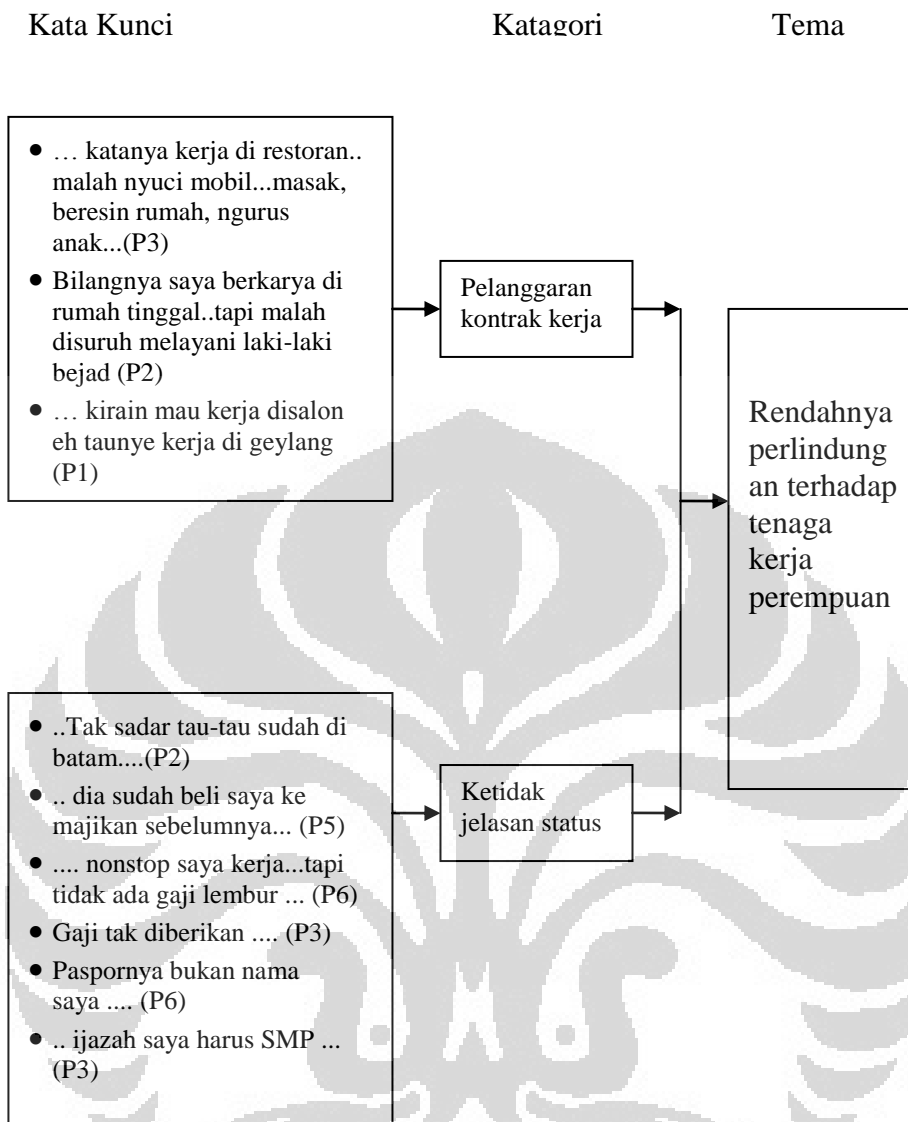 Kata Kunci Katagori Tema
● … katanya kerja di restoran..
malah nyuci mobil...masak,
beresin rumah, ngurus
anak...(P3)
● Bilangnya saya berkarya di
rumah tinggal..tapi malah
disuruh melayani laki-laki
bejad (P2)
● … kirain mau kerja disalon
eh taunye kerja di geylang
(P1)
Pelanggaran
kontrak kerja
Rendahnya
perlindung
an terhadap
tenaga
kerja
perempuan
● ..Tak sadar tau-tau sudah di
batam....(P2)
● .. dia sudah beli saya ke
majikan sebelumnya... (P5)
● .... nonstop saya kerja...tapi
tidak ada gaji lembur ... (P6)
● Gaji tak diberikan .... (P3)
● Paspornya bukan nama
saya .... (P6)
● .. ijazah saya harus SMP ...
(P3)
Ketidak
jelasan status